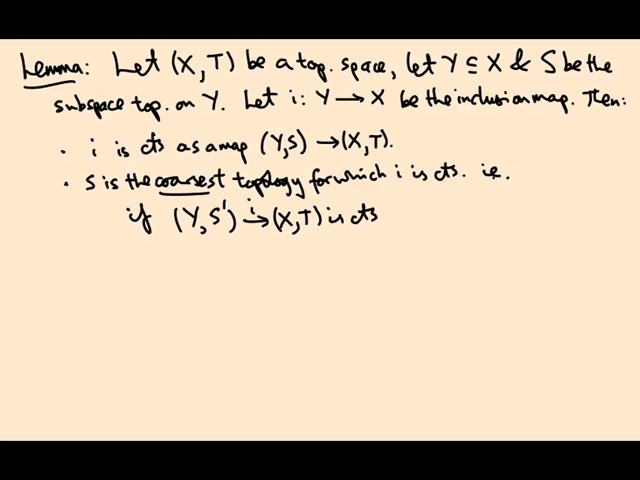 Lemma: Let (X,T) be a top. space, let Y ⊆ X & S be the
subspace top. on Y. Let i: Y → X be the inclusion map. Then:
· i is cts as a map (Y,S) → (X,T).
· S is the coarsest topology for which i is cts. i.e.
if (Y,S') →^i (X,T) is cts